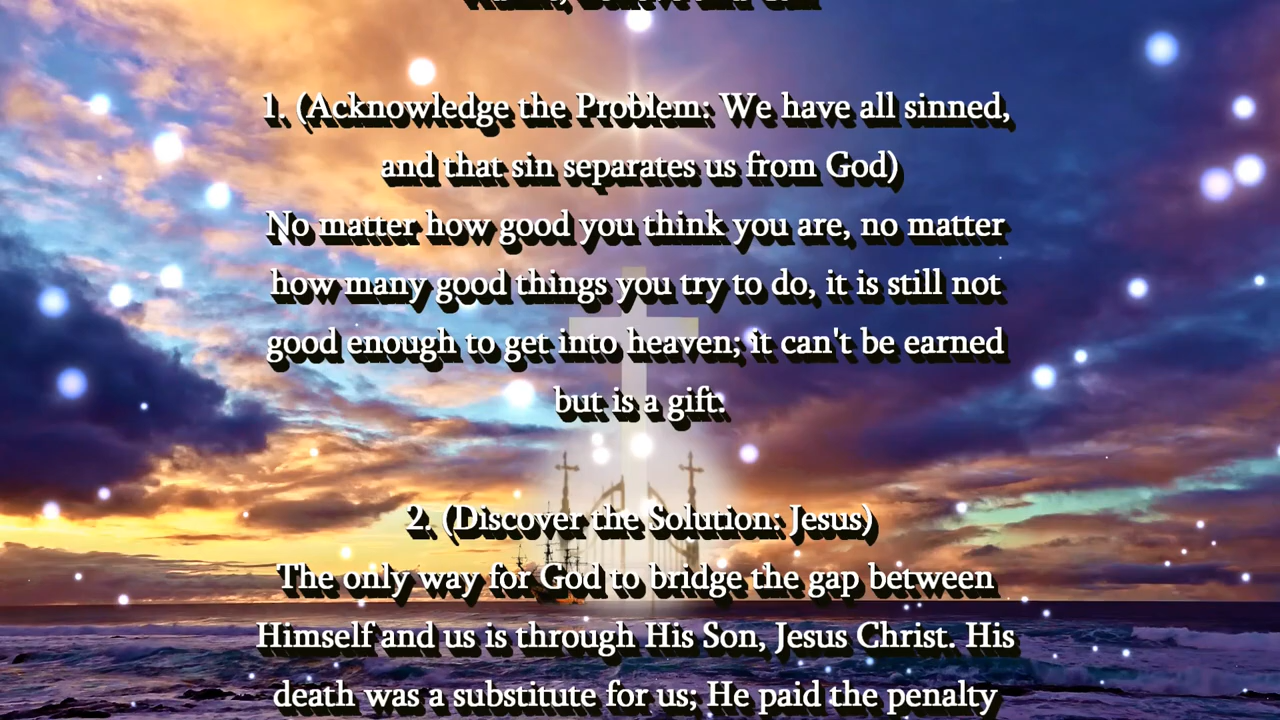 1. (Acknowledge the Problem: We have all sinned,
and that sin separates us from God)
No matter how good you think you are, no matter
how many good things you try to do, it is still not
good enough to get into heaven; it can't be earned
but is a gift.
2. (Discover the Solution: Jesus)
The only way for God to bridge the gap between
Himself and us is through His Son, Jesus Christ. His
death was a substitute for us; He paid the penalty